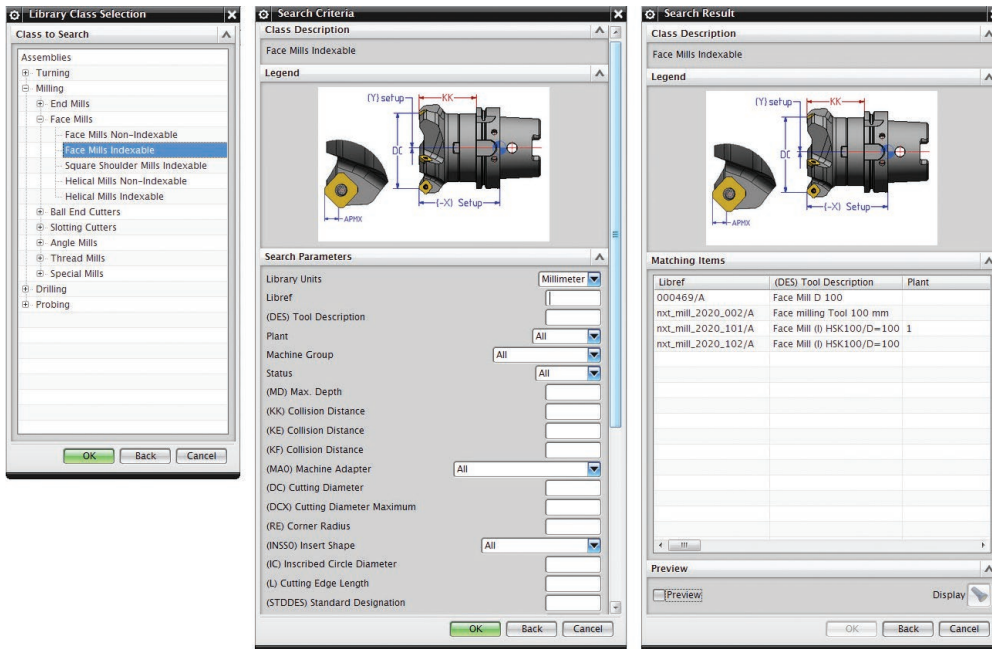 Library Class Selection
Class to Search
Assemblies
Turning
Milling
End Mills
Face Mills
Face Mills Non-Indexable
Face Mills Indexable
Square Shoulder Mills Indexable
Helical Mills Non-Indexable
Helical Mills Indexable
Ball End Cutters
Slotting Cutters
Angle Mills
Thread Mills
Special Mills
Drilling
Probing
OK Back Cancel
Search Criteria
Class Description
Face Mills Indexable
Legend
(Y) setup KK
DC
(-X) Setup
APMX
Search Parameters
Library Units Millimeter
Libref
(DES) Tool Description
Plant All
Machine Group All
Status All
(MD) Max. Depth
(KK) Collision Distance
(KE) Collision Distance
(KF) Collision Distance
(MA0) Machine Adapter All
(DC) Cutting Diameter
(DCX) Cutting Diameter Maximum
(RE) Corner Radius
(INSS0) Insert Shape All
(IC) Inscribed Circle Diameter
(L) Cutting Edge Length
(STDDES) Standard Designation
OK Back Cancel
Search Result
Class Description
Face Mills Indexable
Legend
(Y) setup KK
DC
(-X) Setup
APMX
Matching Items
Libref (DES) Tool Description Plant
000469/A Face Mill D 100
nxt_mill_2020_002/A Face milling Tool 100 mm
nxt_mill_2020_101/A Face Mill (I) HSK100/D=100 1
nxt_mill_2020_102/A Face Mill (I) HSK100/D=100
Preview
Preview Display
OK Back Cancel